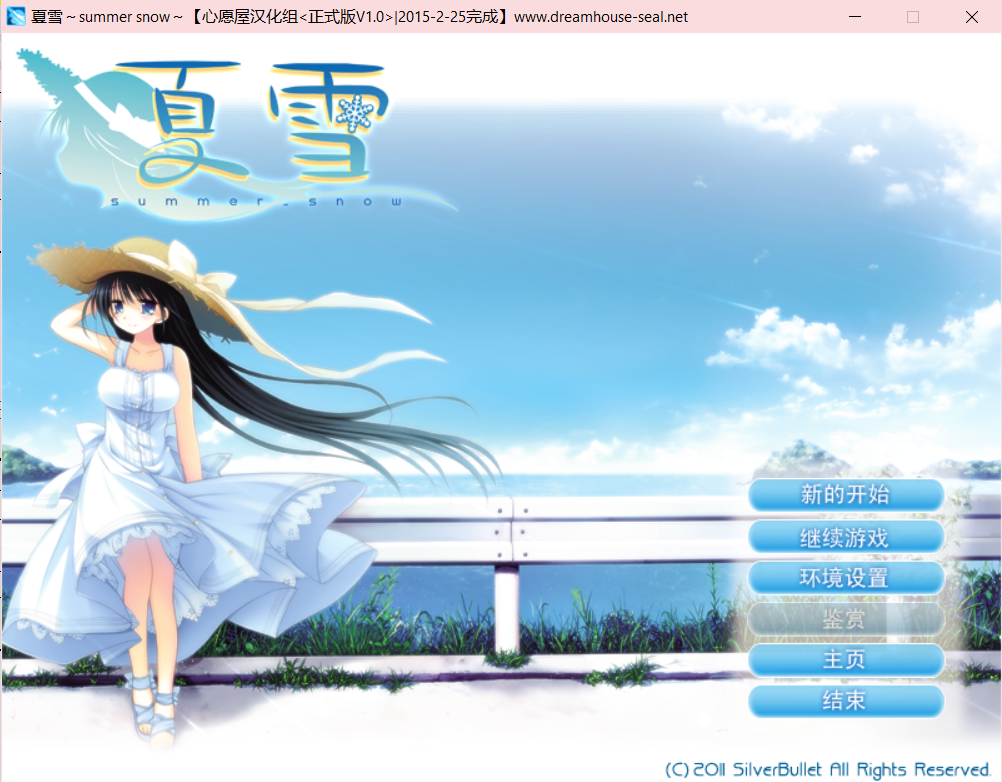 夏雪～summer snow～【心愿屋汉化组<正式版V1.0>|2015-2-25完成】www.dreamhouse-seal.net
夏雪
summer_snow
新的开始
继续游戏
环境设置
鉴赏
主页
结束
(C)2011 SilverBullet All Rights Reserved.